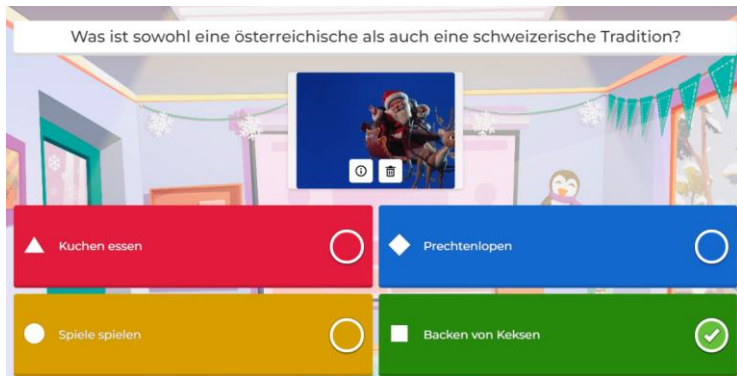 Was ist sowohl eine österreichische als auch eine schweizerische Tradition?
Kuchen essen
Prechtenlopen
Spiele spielen
Backen von Keksen